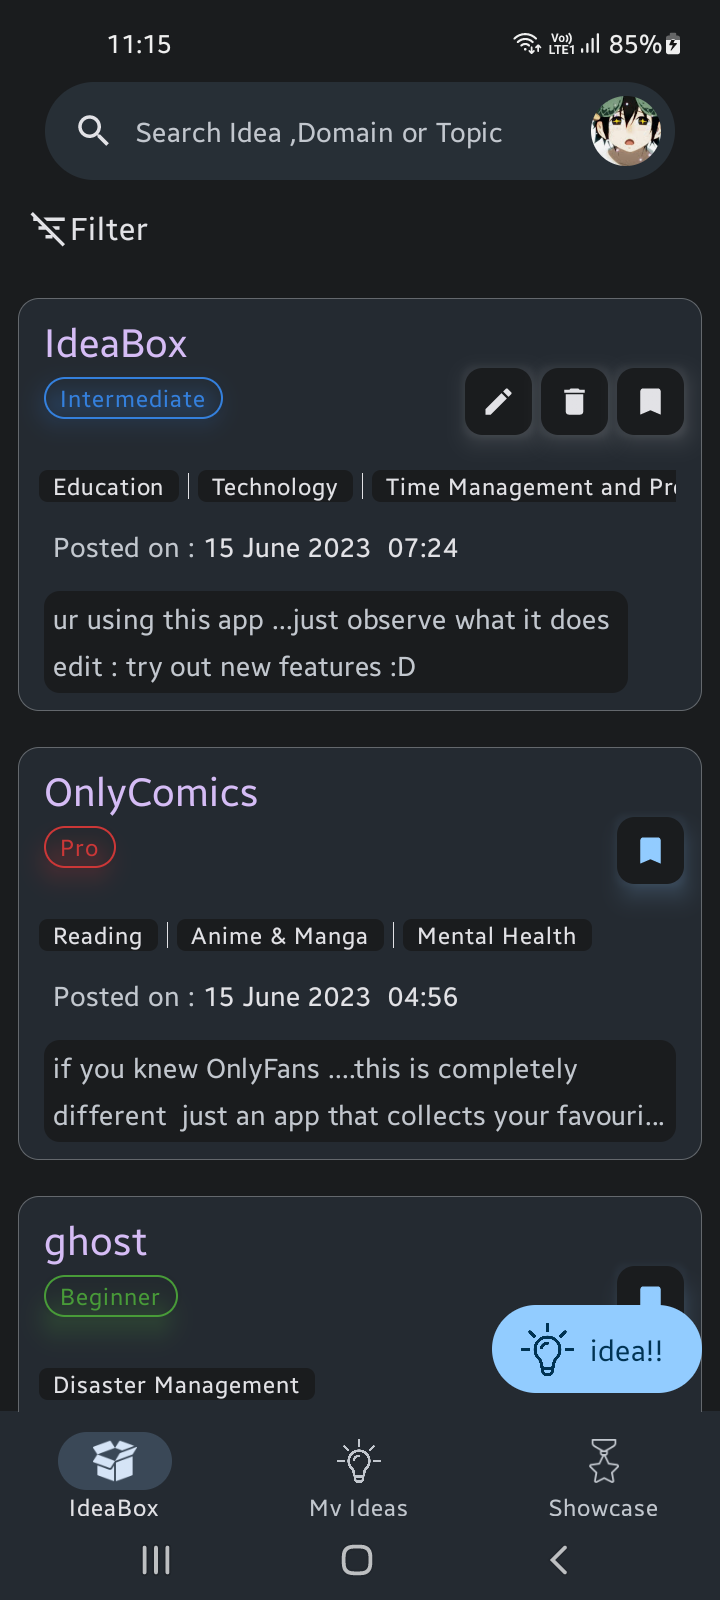 11:15
Vo)) LTE1 85%
Search Idea ,Domain or Topic
Filter
IdeaBox
Intermediate
Education | Technology | Time Management and Pr
Posted on : 15 June 2023 07:24
ur using this app ...just observe what it does
edit : try out new features :D
OnlyComics
Pro
Reading | Anime & Manga | Mental Health
Posted on : 15 June 2023 04:56
if you knew OnlyFans ....this is completely
different just an app that collects your favouri...
ghost
Beginner
idea!!
Disaster Management
IdeaBox My Ideas Showcase